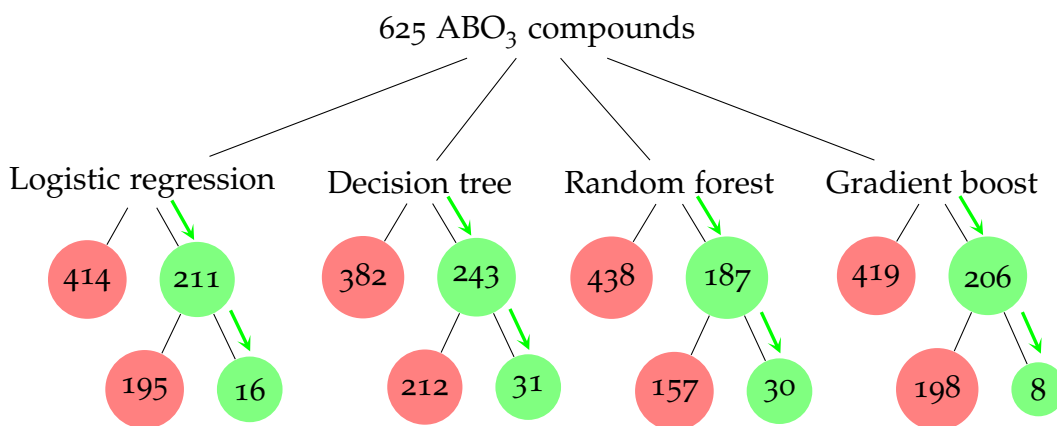 625 ABO₃ compounds
Logistic regression Decision tree Random forest Gradient boost
414 211 382 243 438 187 419 206
195 16 212 31 157 30 198 8